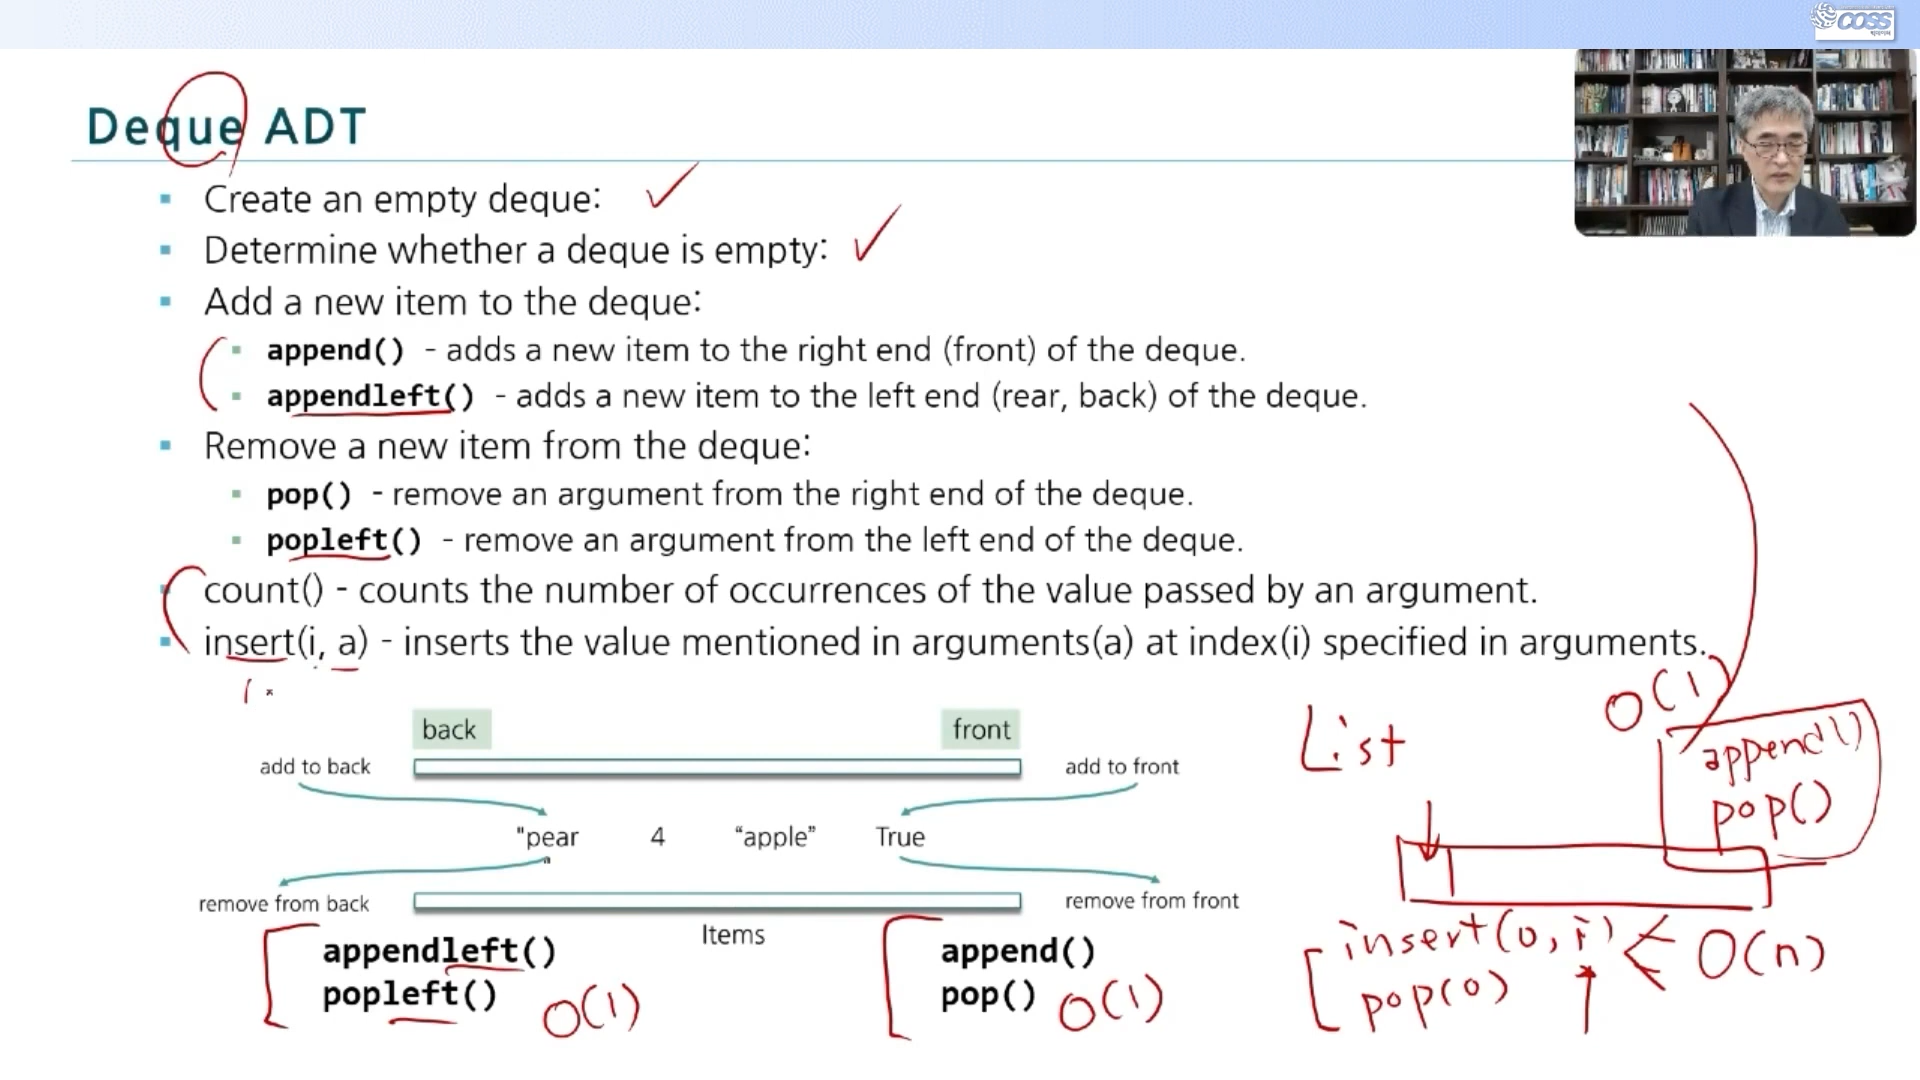 COSS
Deque ADT
▪ Create an empty deque:
▪ Determine whether a deque is empty:
▪ Add a new item to the deque:
▪ append() - adds a new item to the right end (front) of the deque.
▪ appendleft() - adds a new item to the left end (rear, back) of the deque.
▪ Remove a new item from the deque:
▪ pop() - remove an argument from the right end of the deque.
▪ popleft() - remove an argument from the left end of the deque.
▪ count() - counts the number of occurrences of the value passed by an argument.
▪ insert(i, a) - inserts the value mentioned in arguments(a) at index(i) specified in arguments.
back front
add to back add to front
"pear 4 “apple” True
"
remove from back remove from front
Items
appendleft() append()
popleft() pop()
O(1) O(1)
List
O(1)
append()
pop()
insert(0, i)
pop(0)
O(n)